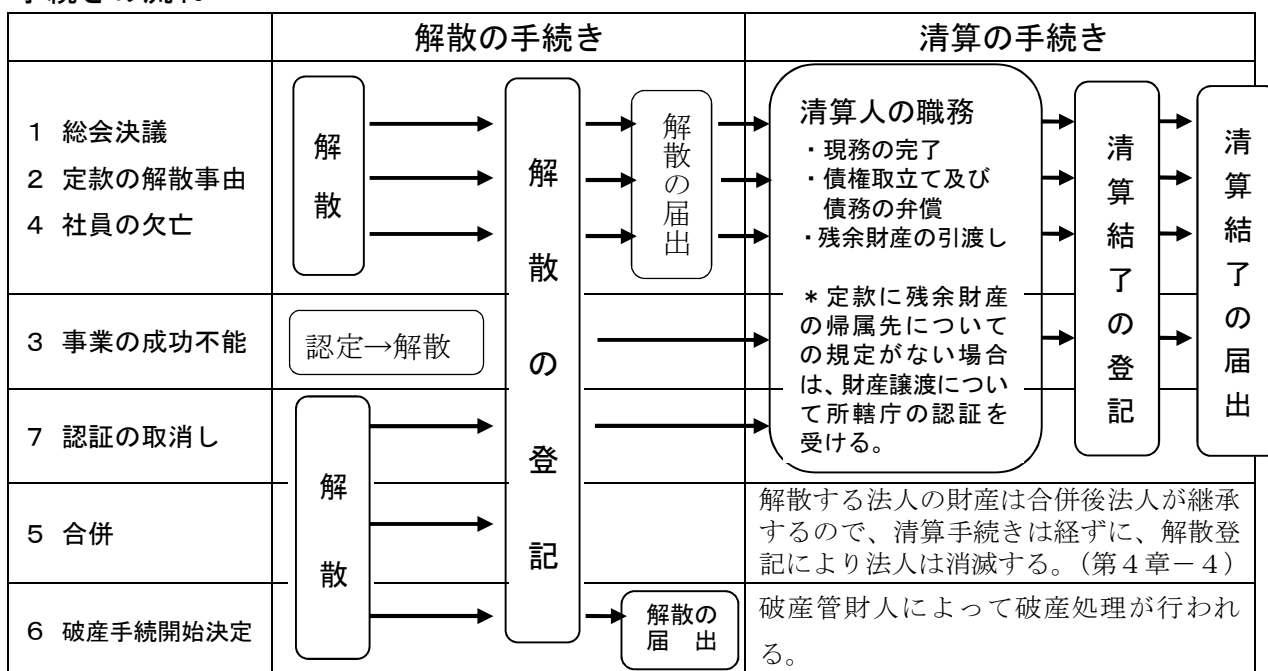 解散の手続き
清算の手続き
1 総会決議
2 定款の解散事由
4 社員の欠亡
解散
解散の登記
解散の届出
清算人の職務
・現務の完了
・債権取立て及び
債務の弁償
・残余財産の引渡し
*定款に残余財産
の帰属先について
の規定がない場合
は、財産譲渡につい
て所轄庁の認証を
受ける。
清算結了の登記
清算結了の届出
3 事業の成功不能
認定→解散
7 認証の取消し
解散
5 合併
解散する法人の財産は合併後法人が継承
するので、清算手続きは経ずに、解散登
記により法人は消滅する。(第4章-4)
6 破産手続開始決定
解散の
届 出
破産管財人によって破産処理が行われ
る。